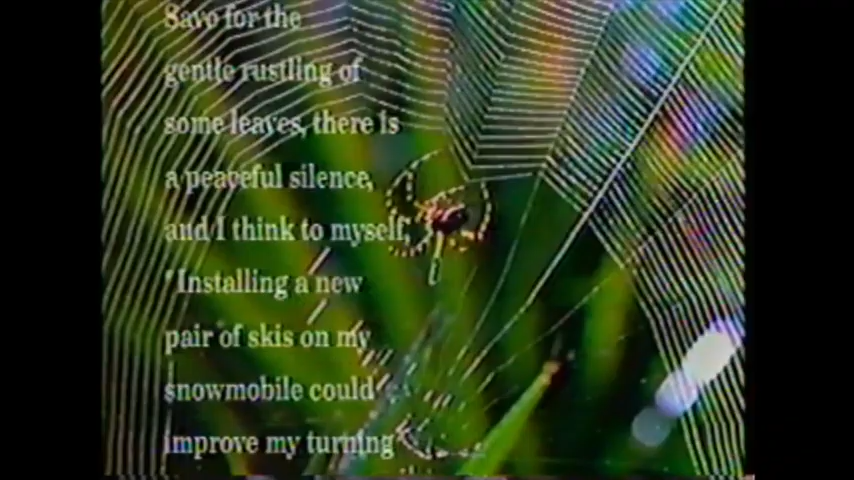 Save for the
gentle rustling of
some leaves, there is
a peaceful silence,
and I think to myself,
"Installing a new
pair of skis on my
snowmobile could
improve my turning